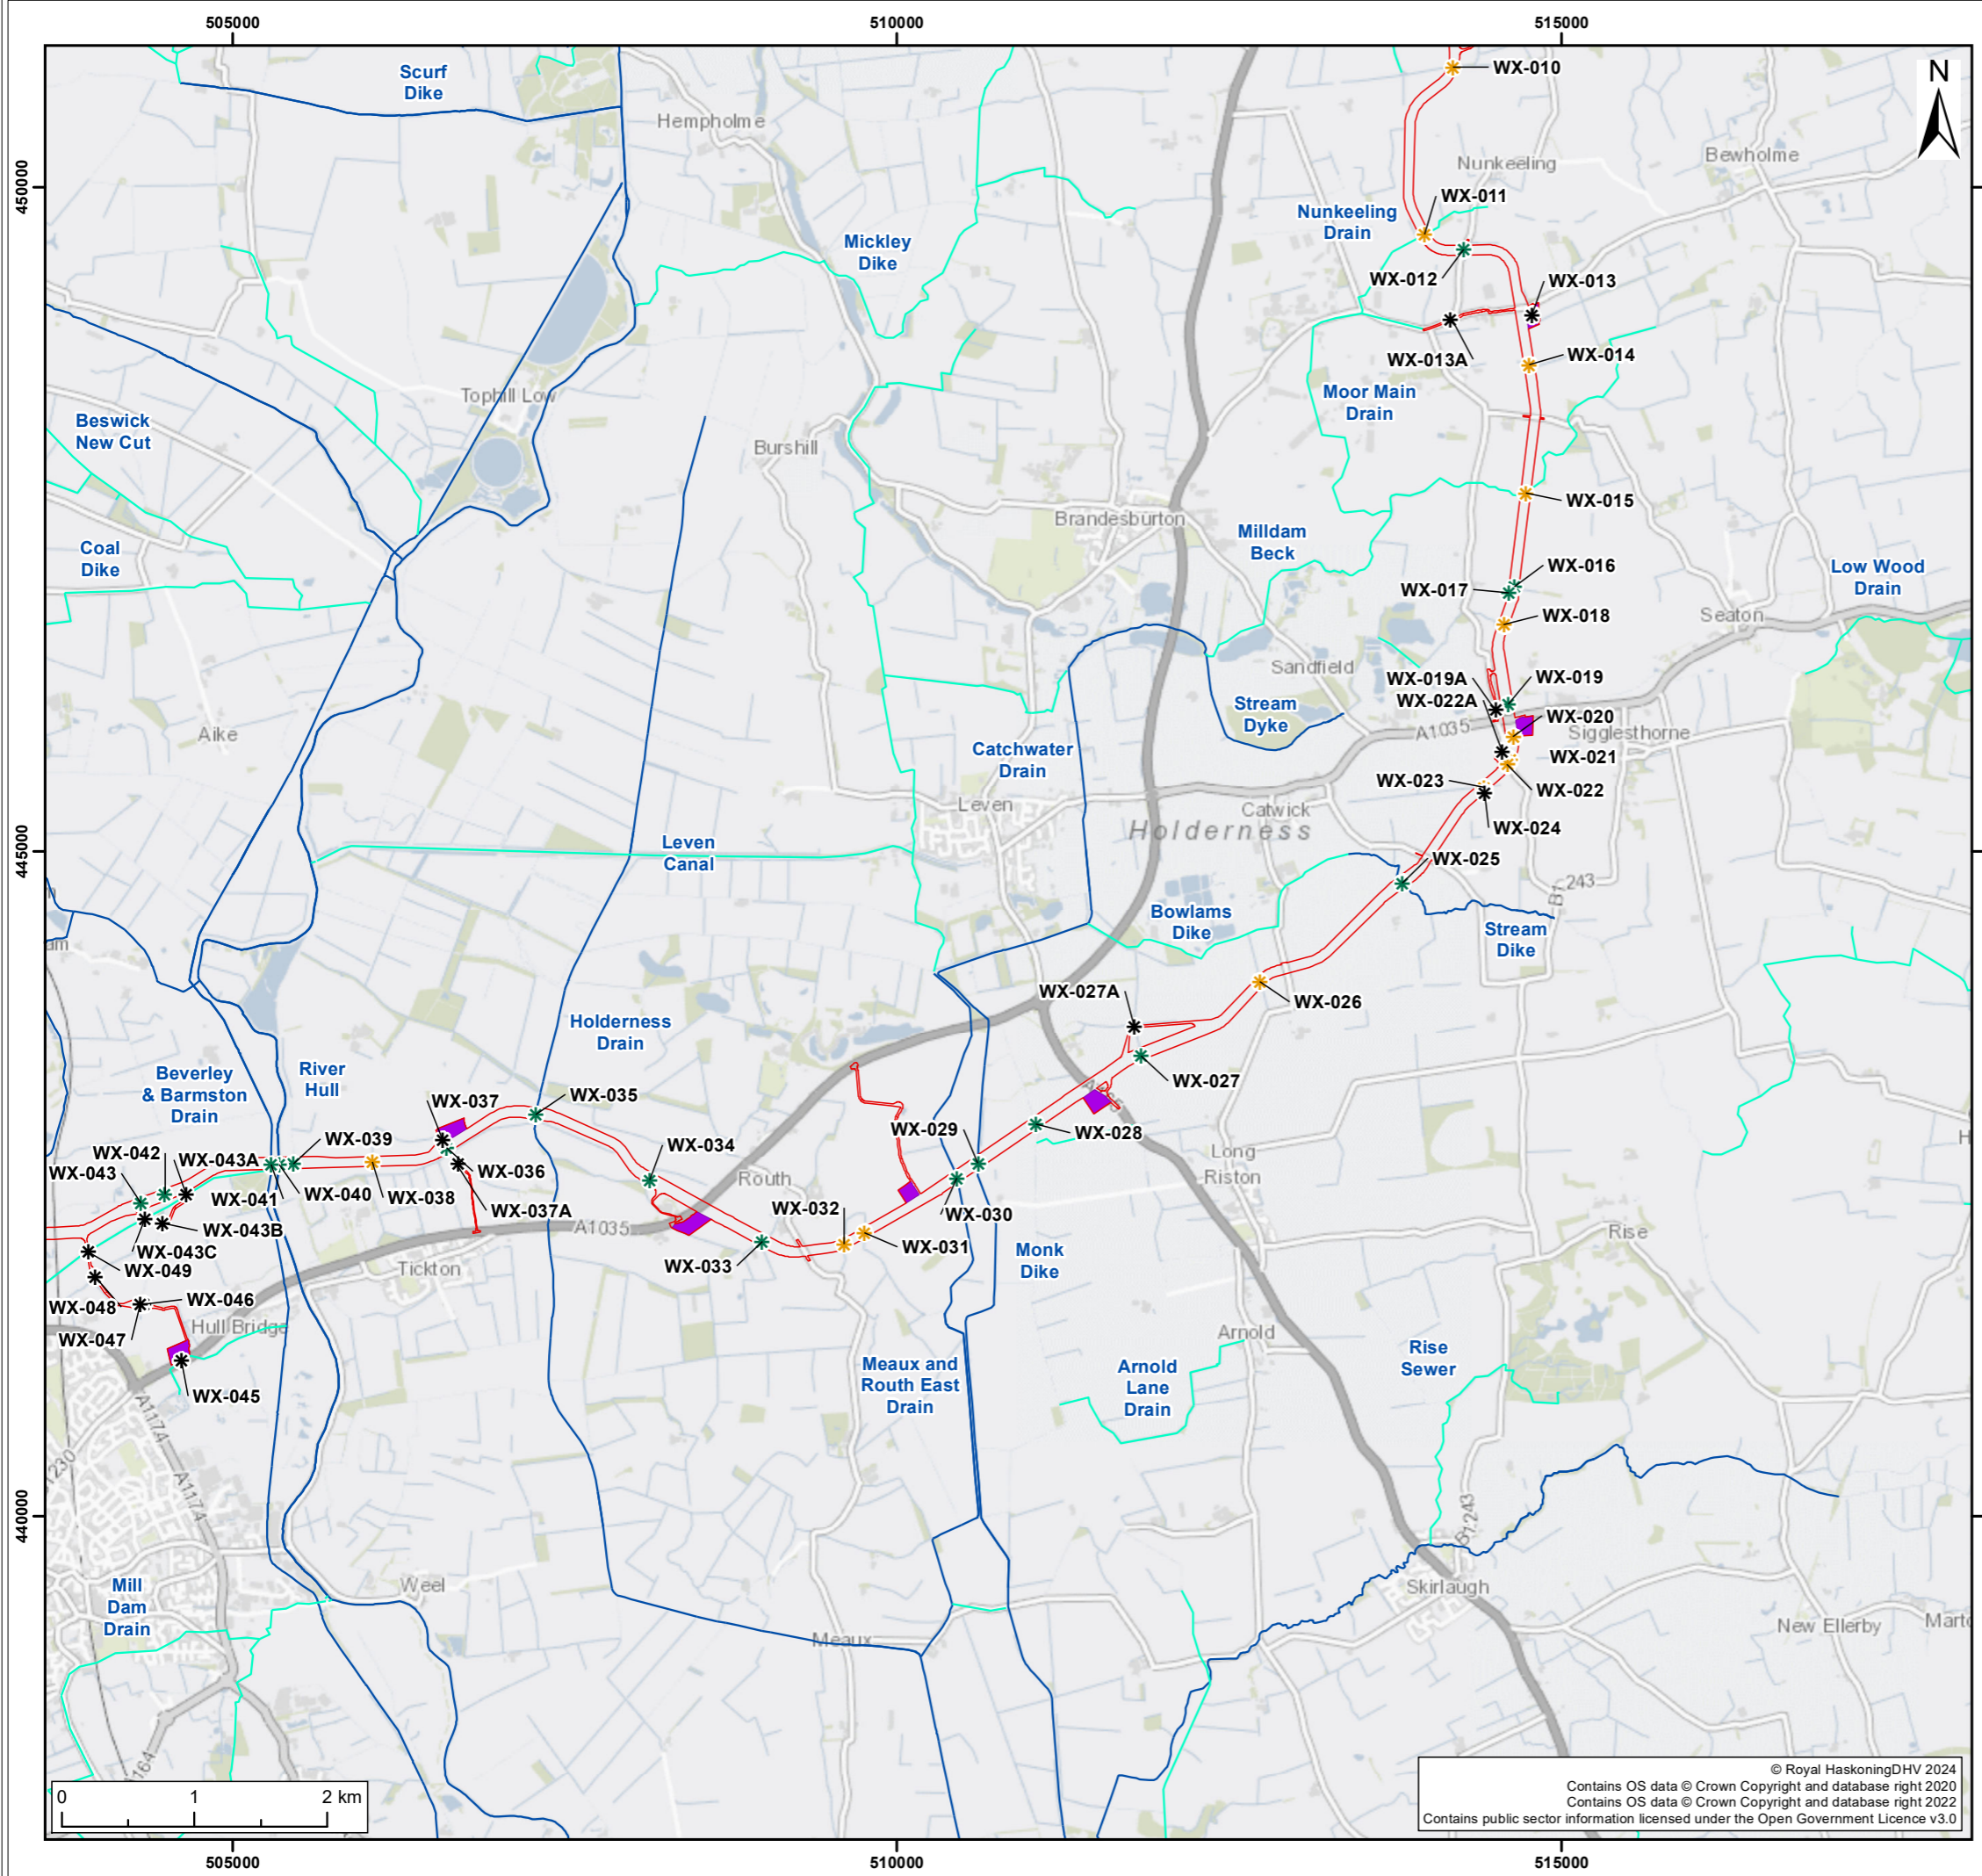 505000
510000
515000
450000
445000
440000
505000
510000
515000
N
Scurf
Dike
Hempholme
WX-010
Nunkeeling
Bewholme
WX-011
Nunkeeling
Drain
Mickley
Dike
WX-012
WX-013
WX-013A
WX-014
Tophill Low
Moor Main
Drain
Beswick
New Cut
Burshill
WX-015
Brandesburton
Milldam
Beck
Coal
Dike
WX-016
WX-017
Low Wood
Drain
WX-018
Seaton
Sandfield
WX-019A
WX-019
WX-022A
Stream
Dyke
WX-020
A1035
Sigglesthorne
Aike
Catchwater
Drain
WX-021
WX-023
WX-022
Leven
Catwick
Holderness
WX-024
Leven
Canal
WX-025
B1243
Bowlams
Dike
Stream
Dike
am
WX-027A
WX-026
Holderness
Drain
River
Hull
Beverley
& Barmston
Drain
WX-037
WX-035
WX-027
WX-029
WX-028
WX-039
WX-034
WX-042
WX-043A
WX-043
Long
Riston
WX-036
Routh
WX-041
WX-040
WX-038
WX-037A
WX-032
WX-030
WX-043B
A1035
WX-031
Rise
WX-043C
WX-033
Monk
Dike
WX-049
Tickton
WX-046
WX-048
Hull Bridge
WX-047
Arnold
Rise
Sewer
Meaux and
Routh East
Drain
Arnold
Lane
Drain
WX-045
A1174
1230
A1174
B1243
Weel
Skirlaugh
Mill
Dam
Drain
Meaux
New Ellerby
1164
0 1 2 km
© Royal HaskoningDHV 2024
Contains OS data © Crown Copyright and database right 2020
Contains OS data © Crown Copyright and database right 2022
Contains public sector information licensed under the Open Government Licence v3.0